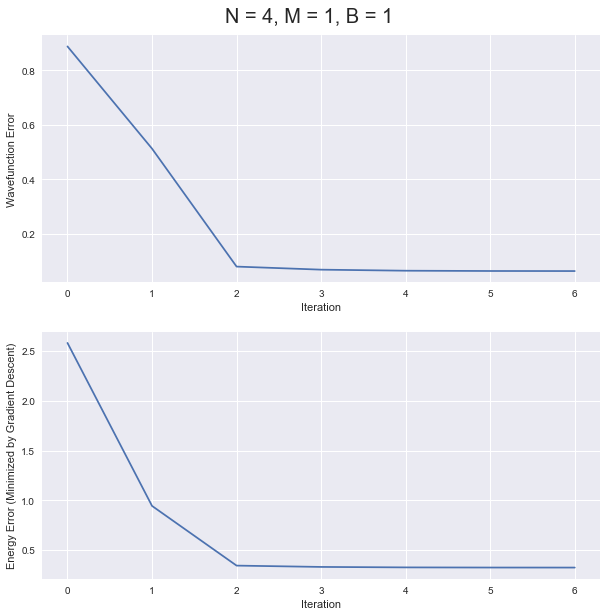 N = 4, M = 1, B = 1
Wavefunction Error
0.8
0.6
0.4
0.2
0 1 2 3 4 5 6
Iteration
Energy Error (Minimized by Gradient Descent)
2.5
2.0
1.5
1.0
0.5
0 1 2 3 4 5 6
Iteration